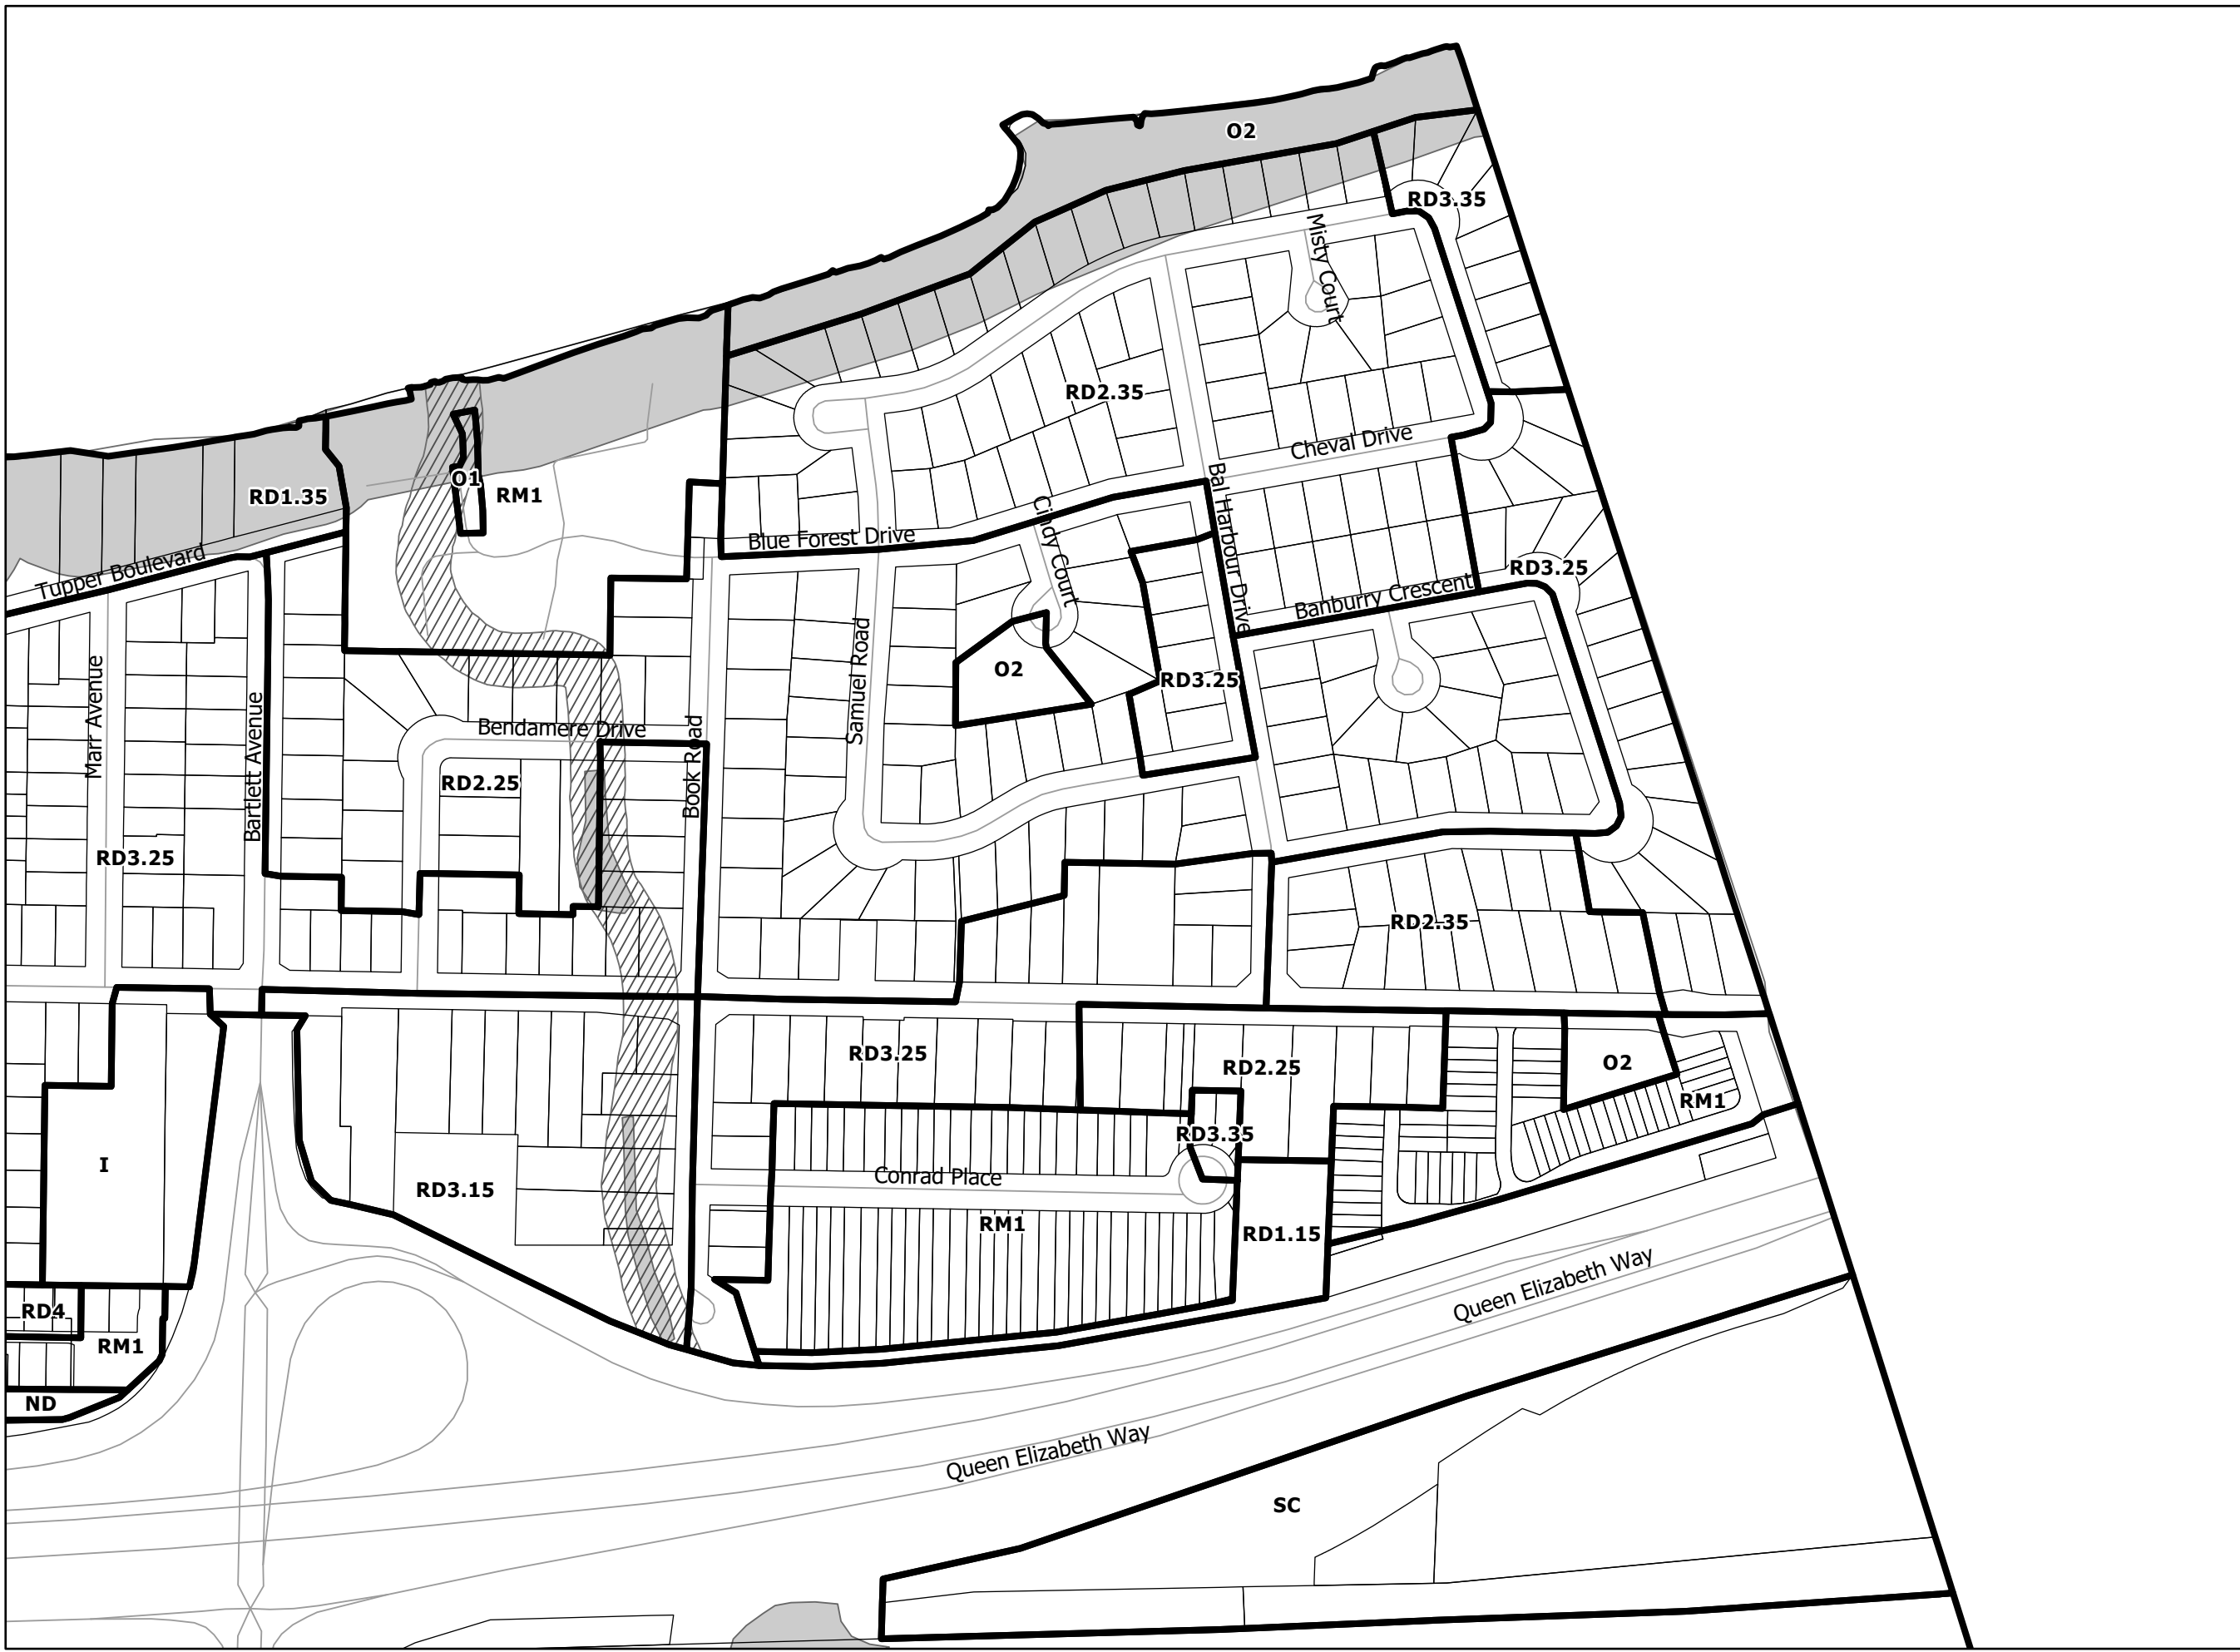 O2
RD3.35
Misty Court
RD2.35
Cheval Drive
O1
RM1
RD1.35
Bal Harbour Drive
Cindy Court
Blue Forest Drive
Tupper Boulevard
RD3.25
Banburry Crescent
Marr Avenue
Bartlett Avenue
Samuel Road
O2
RD3.25
Bendamere Drive
Book Road
RD2.25
RD3.25
RD2.35
RD3.25
RD2.25
O2
RM1
RD3.35
I
RD3.15
Conrad Place
RM1
RD1.15
Queen Elizabeth Way
RD4
RM1
ND
Queen Elizabeth Way
SC